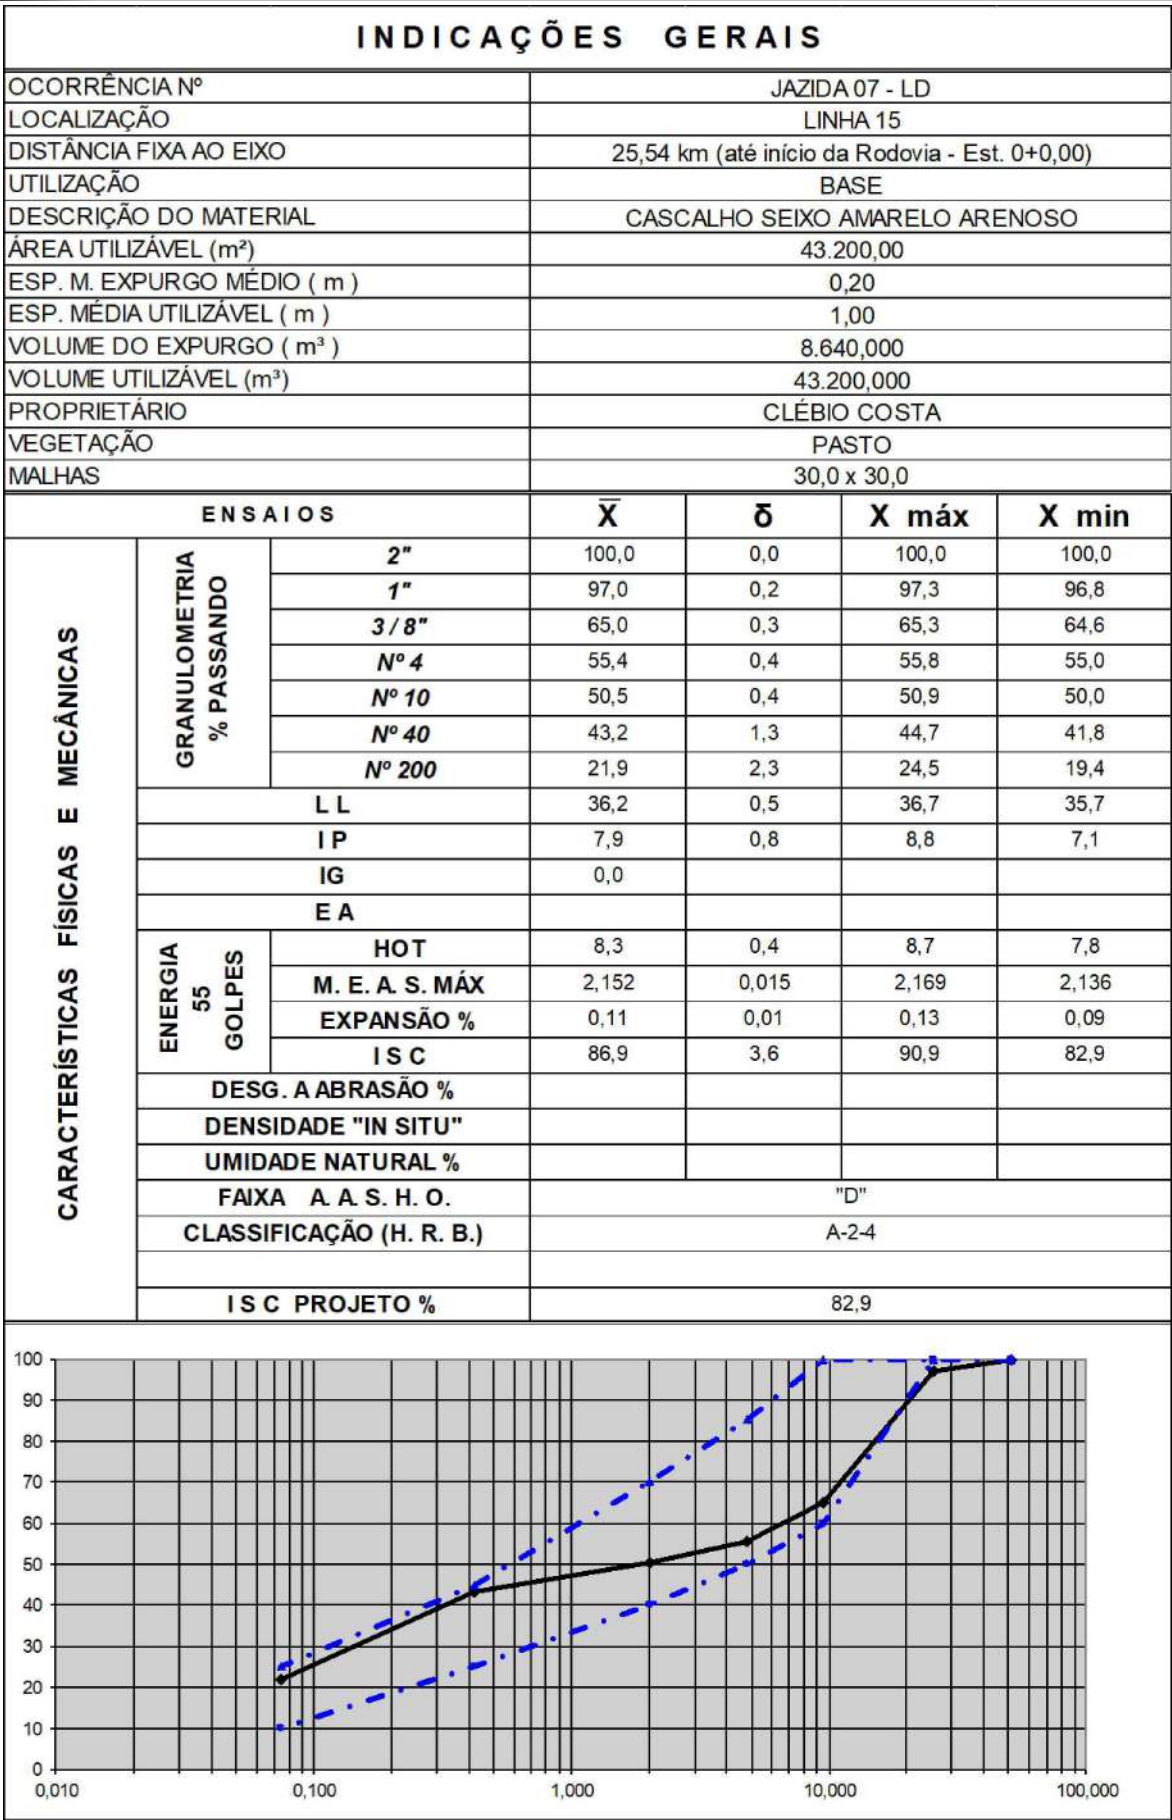 INDICAÇÕES GERAIS
OCORRÊNCIA Nº JAZIDA 07 - LD
LOCALIZAÇÃO LINHA 15
DISTÂNCIA FIXA AO EIXO 25,54 km (até início da Rodovia - Est. 0+0,00)
UTILIZAÇÃO BASE
DESCRIÇÃO DO MATERIAL CASCALHO SEIXO AMARELO ARENOSO
ÁREA UTILIZÁVEL (m²) 43.200,00
ESP. M. EXPURGO MÉDIO ( m ) 0,20
ESP. MÉDIA UTILIZÁVEL ( m ) 1,00
VOLUME DO EXPURGO ( m³ ) 8.640,000
VOLUME UTILIZÁVEL (m³) 43.200,000
PROPRIETÁRIO CLÉBIO COSTA
VEGETAÇÃO PASTO
MALHAS 30,0 x 30,0
ENSAIOS X̅ δ X máx X min
CARACTERÍSTICAS FÍSICAS E MECÂNICAS
GRANULOMETRIA
% PASSANDO
2" 100,0 0,0 100,0 100,0
1" 97,0 0,2 97,3 96,8
3 / 8" 65,0 0,3 65,3 64,6
Nº 4 55,4 0,4 55,8 55,0
Nº 10 50,5 0,4 50,9 50,0
Nº 40 43,2 1,3 44,7 41,8
Nº 200 21,9 2,3 24,5 19,4
L L 36,2 0,5 36,7 35,7
I P 7,9 0,8 8,8 7,1
IG 0,0
E A
ENERGIA
55
GOLPES
HOT 8,3 0,4 8,7 7,8
M. E. A. S. MÁX 2,152 0,015 2,169 2,136
EXPANSÃO % 0,11 0,01 0,13 0,09
I S C 86,9 3,6 90,9 82,9
DESG. A ABRASÃO %
DENSIDADE "IN SITU"
UMIDADE NATURAL %
FAIXA A. A. S. H. O. "D"
CLASSIFICAÇÃO (H. R. B.) A-2-4
I S C PROJETO % 82,9
100
90
80
70
60
50
40
30
20
10
0
0,010 0,100 1,000 10,000 100,000